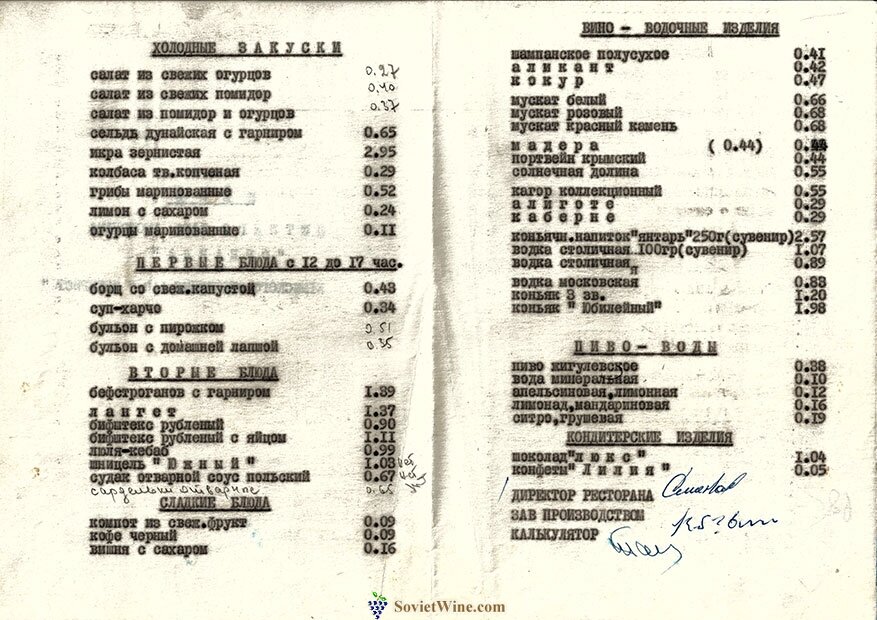 ХОЛОДНЫЕ ЗАКУСКИ
салат из свежих огурцов 0.27
салат из свежих помидор 0.40
салат из помидор и огурцов 0.37
сельдь дунайская с гарниром 0.65
икра зернистая 2.95
колбаса тв.копченая 0.29
грибы маринованные 0.52
лимон с сахаром 0.24
огурцы маринованные 0.11
ПЕРВЫЕ БЛЮДА с 12 до 17 час.
борщ со свеж.капустой 0.43
суп-харчо 0.34
бульон с пирожком 0.51
бульон с домашней лапшой 0.35
ВТОРЫЕ БЛЮДА
бефстроганов с гарниром 1.39
лангет 1.37
бифштекс рубленый 0.90
бифштекс рубленый с яйцом 1.11
люля-кебаб 0.99
шницель "Южный" 1.03
судак отварной соус польский 0.67
сардельки отварные 0.65
СЛАДКИЕ БЛЮДА
компот из свеж.фрукт 0.09
кофе черный 0.09
вишня с сахаром 0.16
ВИНО - ВОДОЧНЫЕ ИЗДЕЛИЯ
шампанское полусухое 0.41
аликант 0.42
кокур 0.47
мускат белый 0.66
мускат розовый 0.68
мускат красный камень 0.68
мадера (0.44) 0.44
портвейн крымский 0.44
солнечная долина 0.55
кагор коллекционный 0.55
алиготе 0.29
каберне 0.29
коньячн.напиток"янтарь"250г(сувенир)2.57
водка столичная 100гр(сувенир) 1.07
водка столичная 0.89
водка московская 0.83
коньяк 3 зв. 1.20
коньяк "Юбилейный" 1.98
ПИВО - ВОДЫ
пиво жигулевское 0.38
вода минеральная 0.10
апельсиновая,лимонная 0.12
лимонад,мандариновая 0.16
ситро,грушевая 0.19
КОНДИТЕРСКИЕ ИЗДЕЛИЯ
шоколад"люкс" 1.04
конфеты"Лилия" 0.05
ДИРЕКТОР РЕСТОРАНА
ЗАВ ПРОИЗВОДСТВОМ
КАЛЬКУЛЯТОР
SovietWine.com